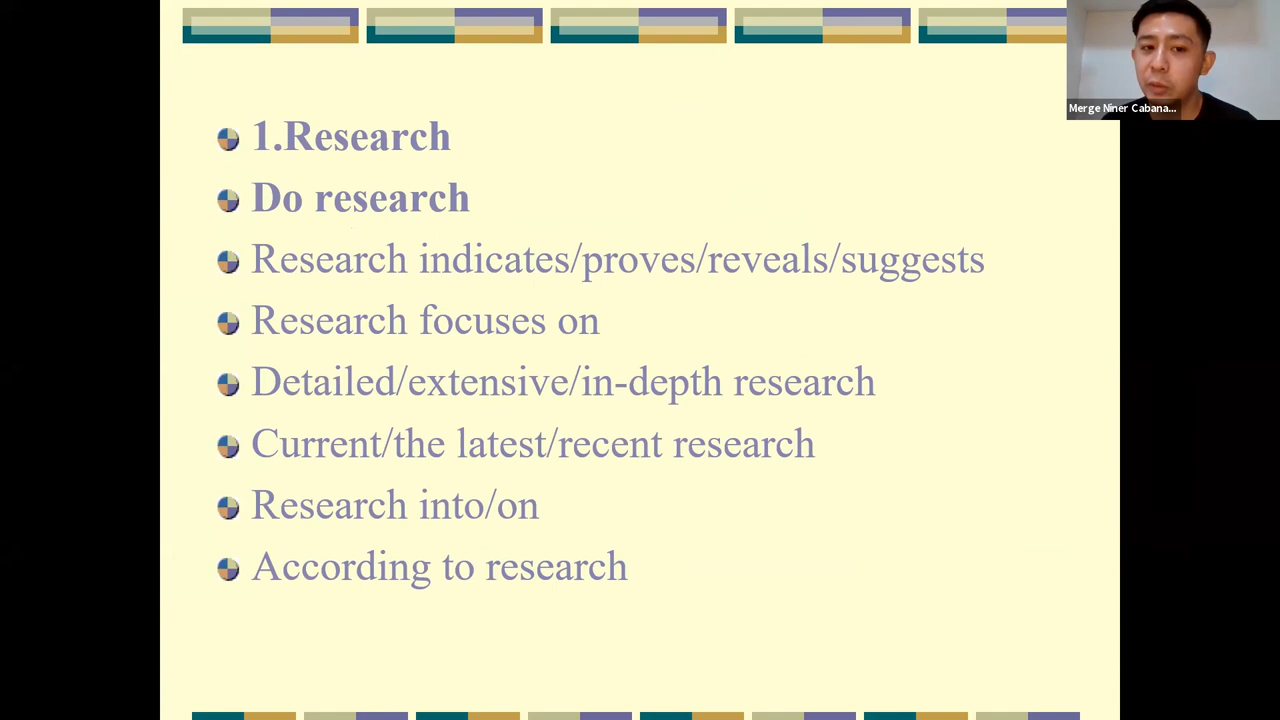 1.Research
Do research
Research indicates/proves/reveals/suggests
Research focuses on
Detailed/extensive/in-depth research
Current/the latest/recent research
Research into/on
According to research
Merge Niner Cabana...